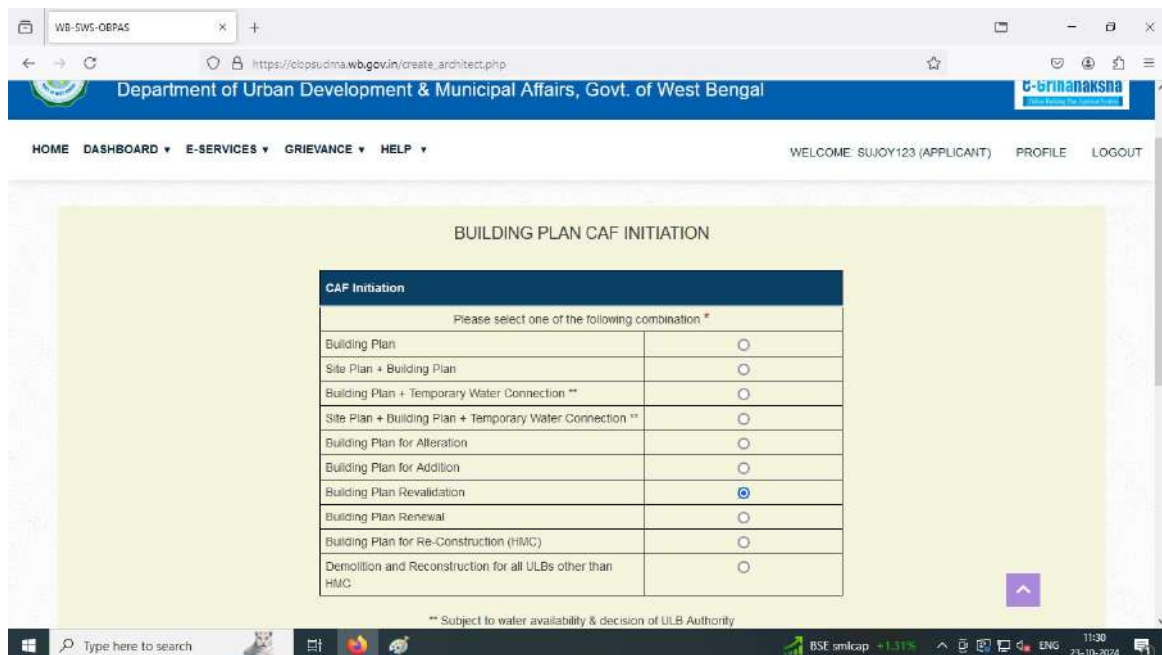 WB-SWS-OBPAS
https://obpsudma.wb.gov.in/create_architect.php
Department of Urban Development & Municipal Affairs, Govt. of West Bengal
e-Grihanaksha
HOME DASHBOARD E-SERVICES GRIEVANCE HELP WELCOME: SUJOY123 (APPLICANT) PROFILE LOGOUT
BUILDING PLAN CAF INITIATION
CAF Initiation
Please select one of the following combination *
Building Plan
Site Plan + Building Plan
Building Plan + Temporary Water Connection **
Site Plan + Building Plan + Temporary Water Connection **
Building Plan for Alteration
Building Plan for Addition
Building Plan Revalidation
Building Plan Renewal
Building Plan for Re-Construction (HMC)
Demolition and Reconstruction for all ULBs other than
HMC
** Subject to water availability & decision of ULB Authority
Type here to search
BSE smlcap +1.31% ENG 11:30
23-10-2024